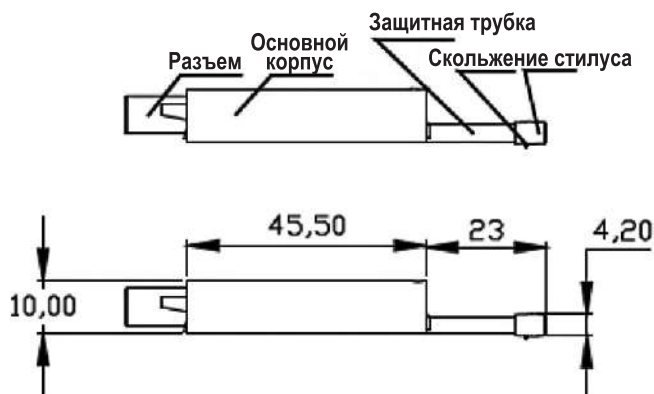 Защитная трубка
Основной
корпус
Разъем
Скольжение стилуса
45,50
23
4,20
10,00